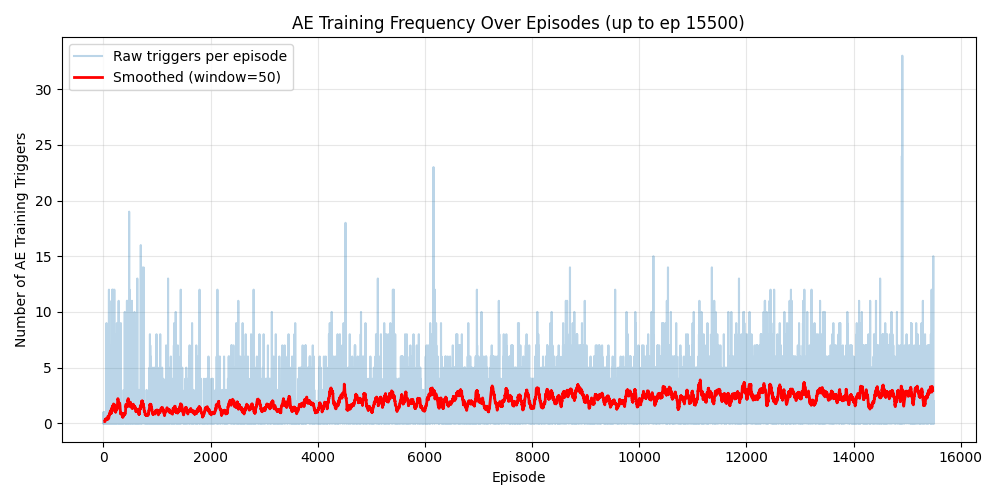 AE Training Frequency Over Episodes (up to ep 15500)
Raw triggers per episode
Smoothed (window=50)
Number of AE Training Triggers
30
25
20
15
10
5
0
0 2000 4000 6000 8000 10000 12000 14000 16000
Episode